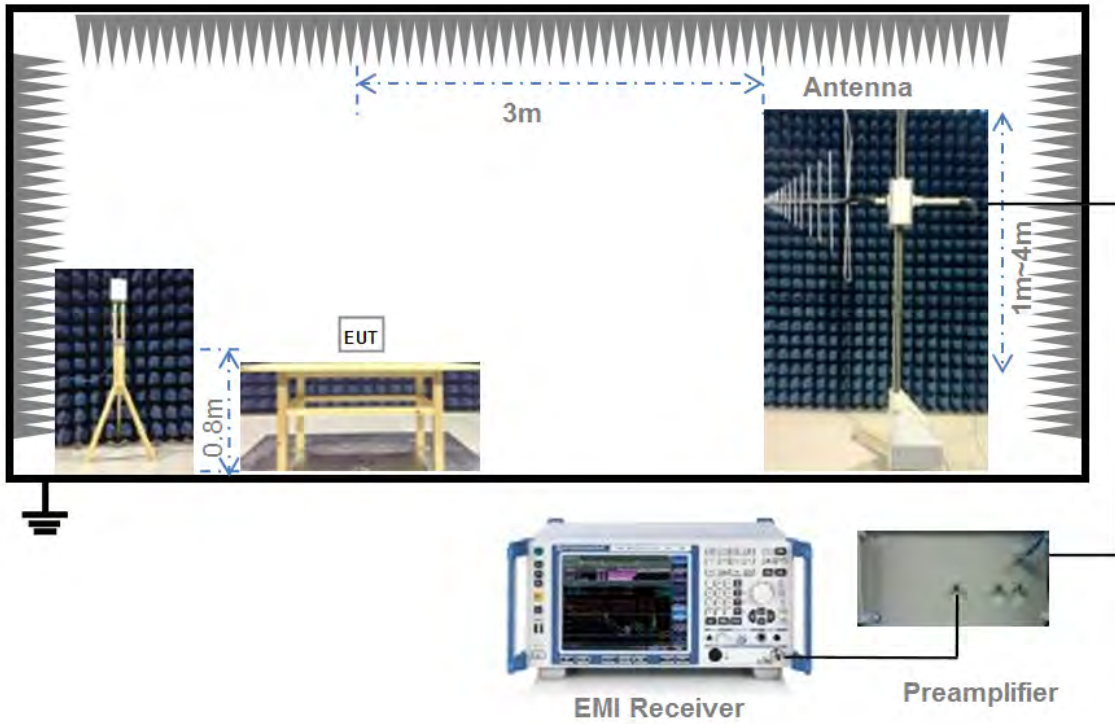 Antenna
3m
1m~4m
EUT
0.8m
EMI Receiver
Preamplifier